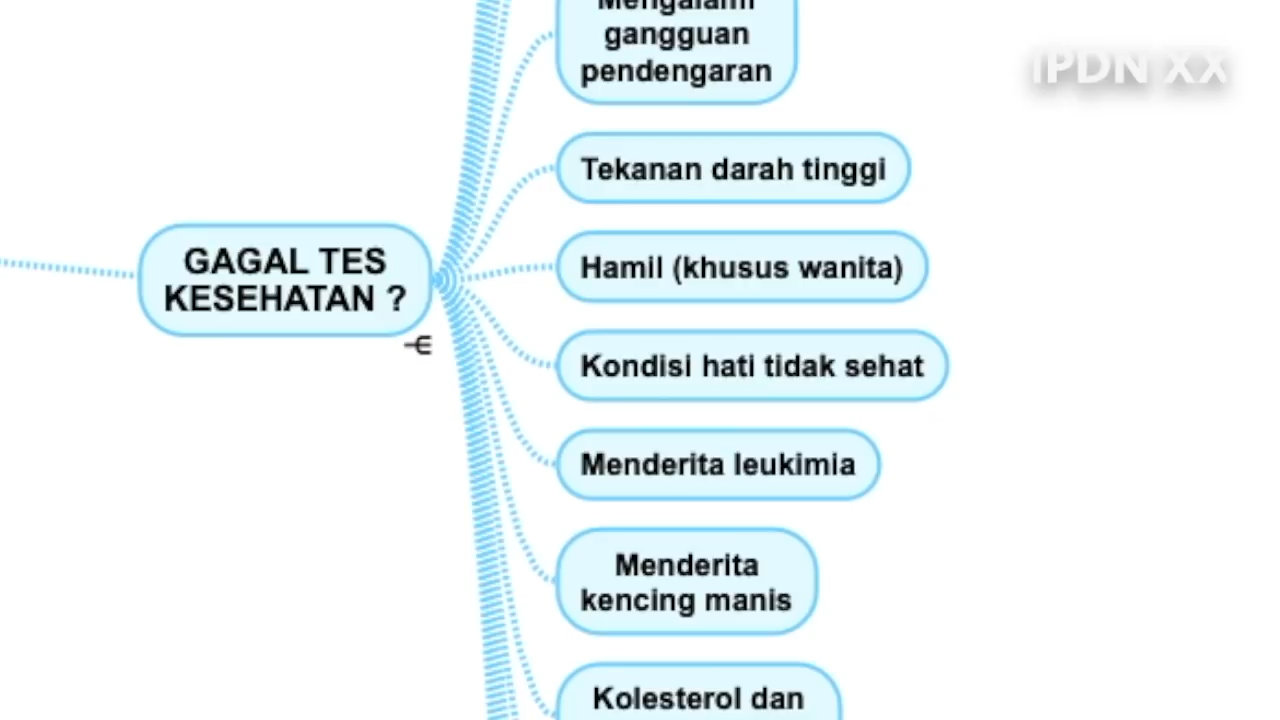 Mengalami
gangguan
pendengaran
IPDN XX
Tekanan darah tinggi
GAGAL TES
KESEHATAN ?
Hamil (khusus wanita)
Kondisi hati tidak sehat
Menderita leukimia
Menderita
kencing manis
Kolesterol dan